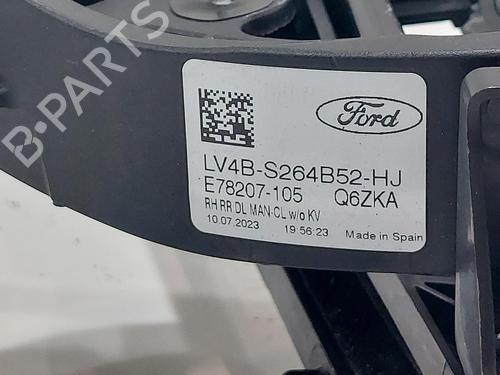 B-PARTS
Ford
LV4B-S264B52-HJ
E78207-105 Q6ZKA
RH RR DL MAN-CL w/o KV
10.07.2023 19:56:23 Made in Spain